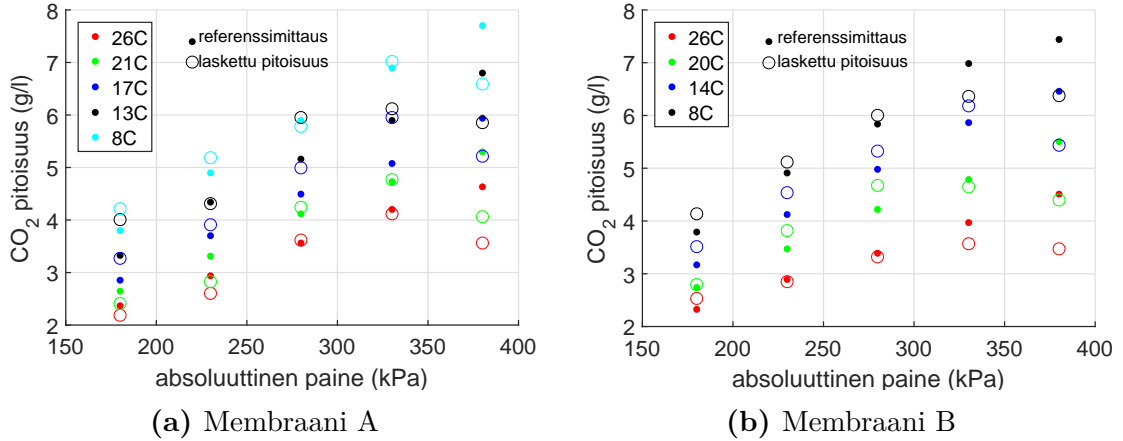 8
7
6
5
4
3
2
150
200
250
300
350
400
CO2 pitoisuus (g/l)
absoluuttinen paine (kPa)
26C
21C
17C
13C
8C
referenssimittaus
laskettu pitoisuus
(a) Membraani A
8
7
6
5
4
3
2
150
200
250
300
350
400
CO2 pitoisuus (g/l)
absoluuttinen paine (kPa)
26C
20C
14C
8C
referenssimittaus
laskettu pitoisuus
(b) Membraani B